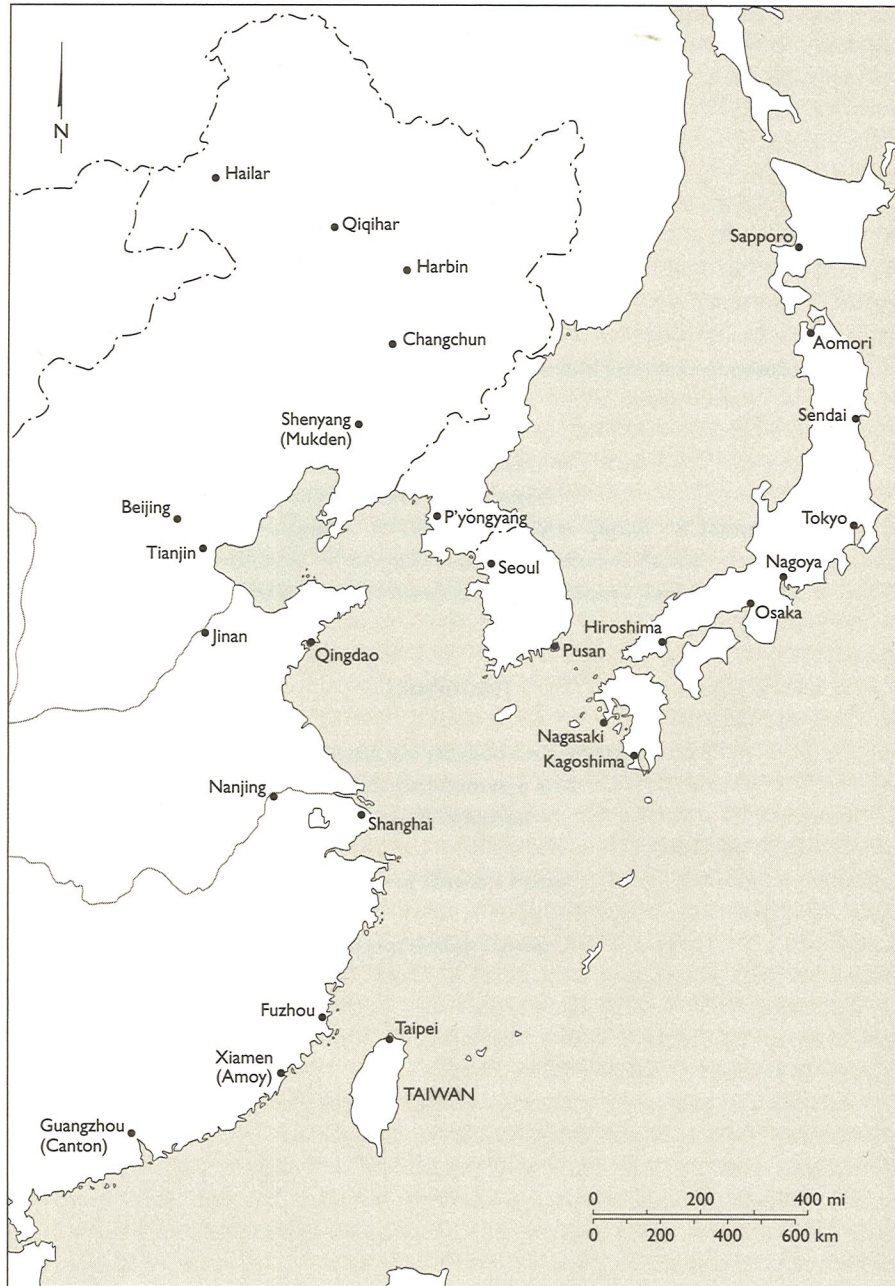 N
Hailar
Qiqihar
Harbin
Sapporo
Changchun
Aomori
Shenyang
(Mukden)
Sendai
Beijing
P'yŏngyang
Tokyo
Tianjin
Seoul
Nagoya
Osaka
Jinan
Qingdao
Hiroshima
Pusan
Nagasaki
Kagoshima
Nanjing
Shanghai
Fuzhou
Taipei
Xiamen
(Amoy)
TAIWAN
Guangzhou
(Canton)
0 200 400 mi
0 200 400 600 km